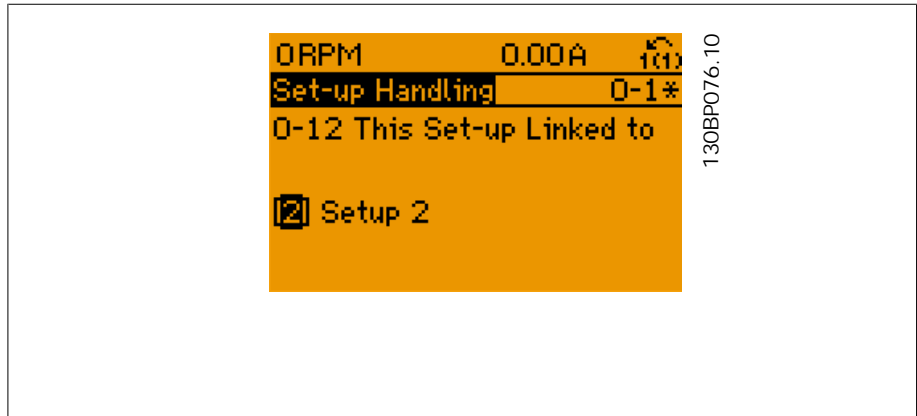 0RPM 0.00A 1(1)
Set-up Handling 0-1*
0-12 This Set-up Linked to
[2] Setup 2
130BP076.10